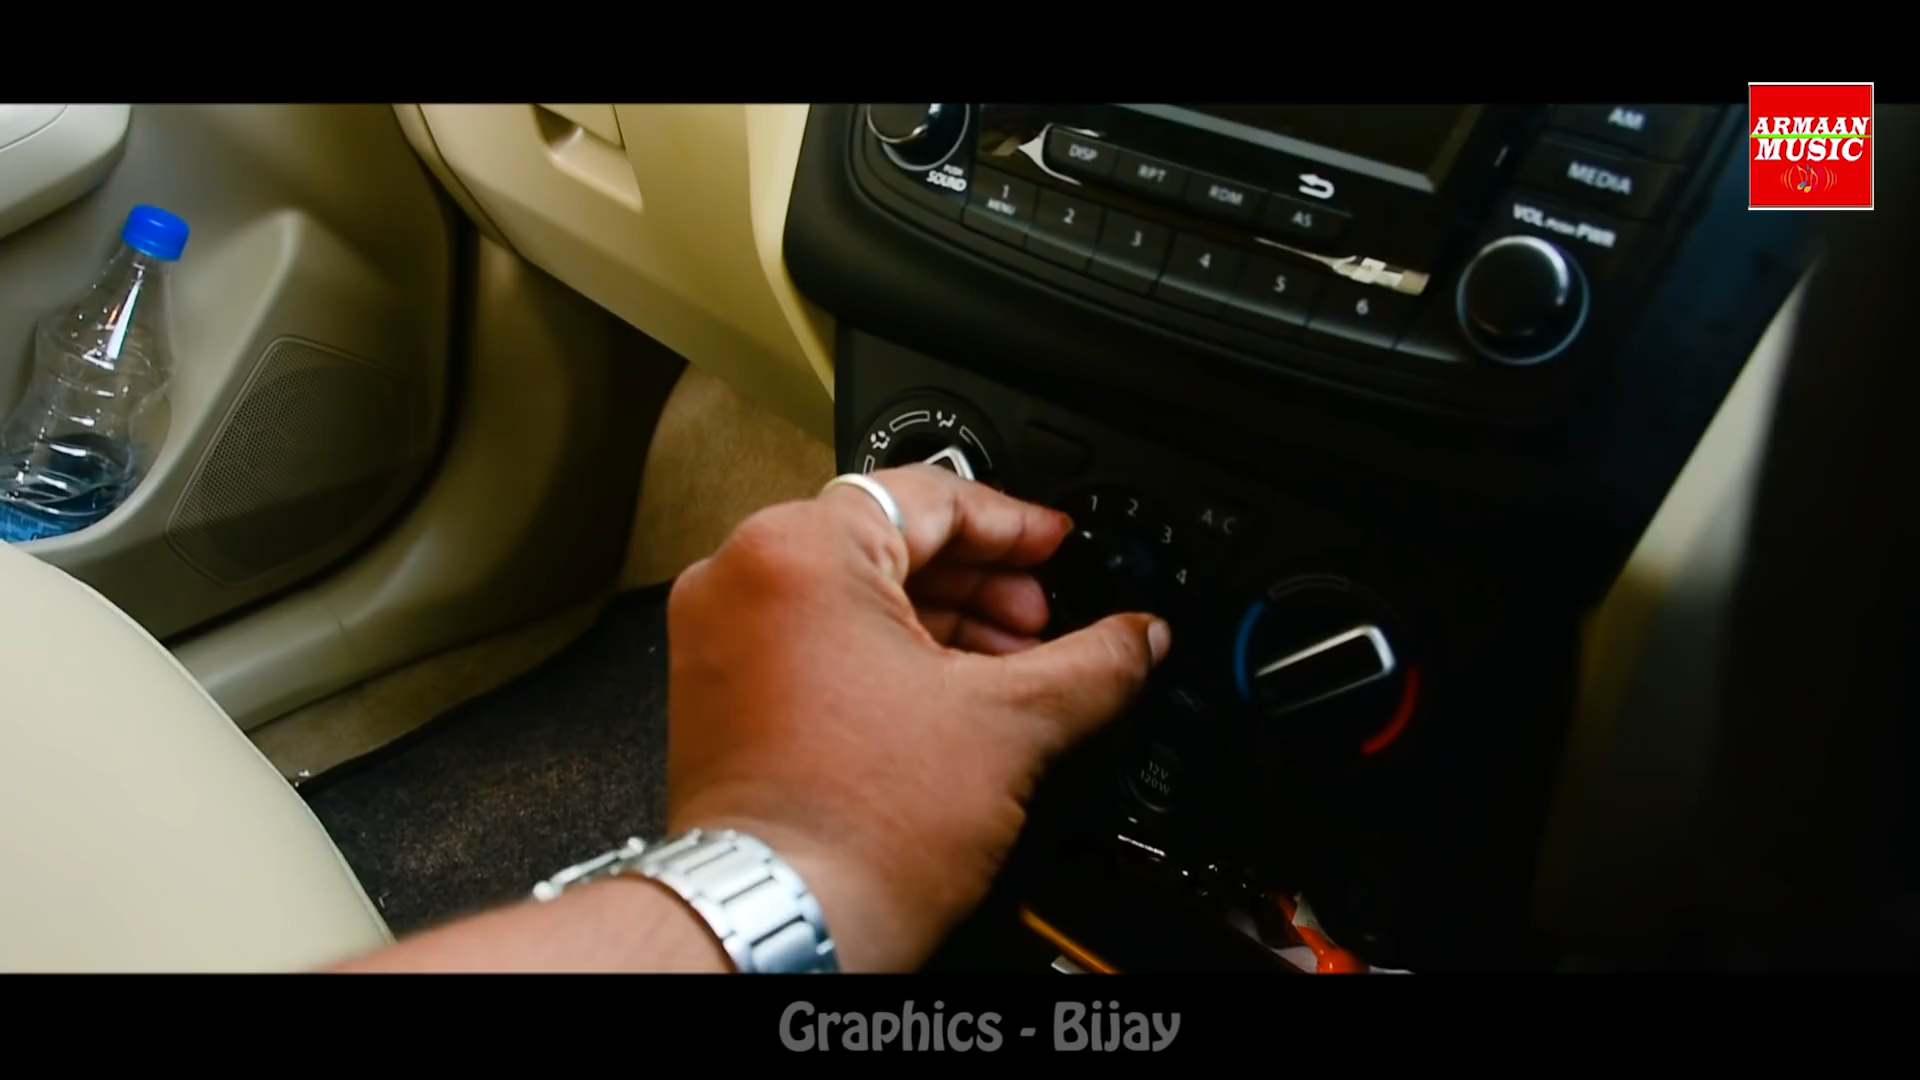 ARMAAN
MUSIC
AM
MEDIA
VOL PUSH PWR
PUSH
SOUND
DISP
RPT
RDM
AS
1
MENU
2
3
4
5
6
1
2
3
4
A/C
12V
120W
Graphics - Bijay